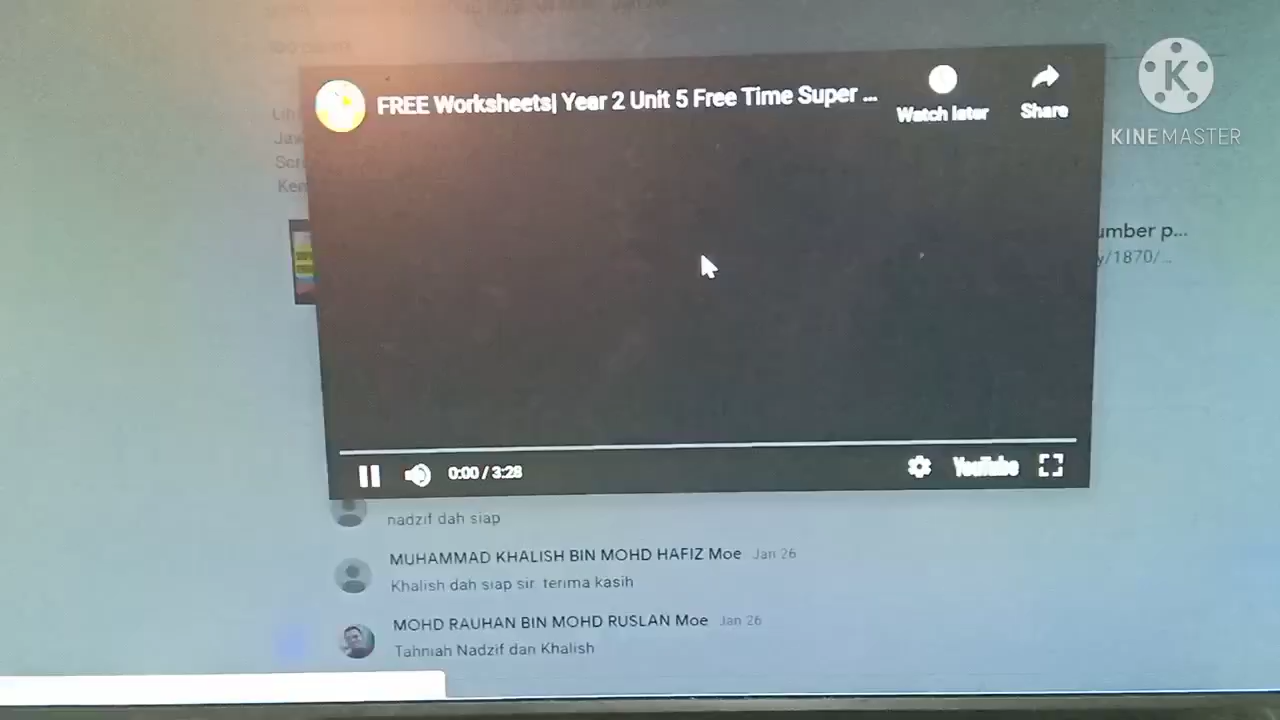 FREE Worksheets| Year 2 Unit 5 Free Time Super ...
Watch later
Share
KINEMASTER
umber p...
y/1870/...
0:00 / 3:28
YouTube
nadzif dah siap
MUHAMMAD KHALISH BIN MOHD HAFIZ Moe Jan 26
Khalish dah siap sir terima kasih
MOHD RAUHAN BIN MOHD RUSLAN Moe Jan 26
Tahniah Nadzif dan Khalish